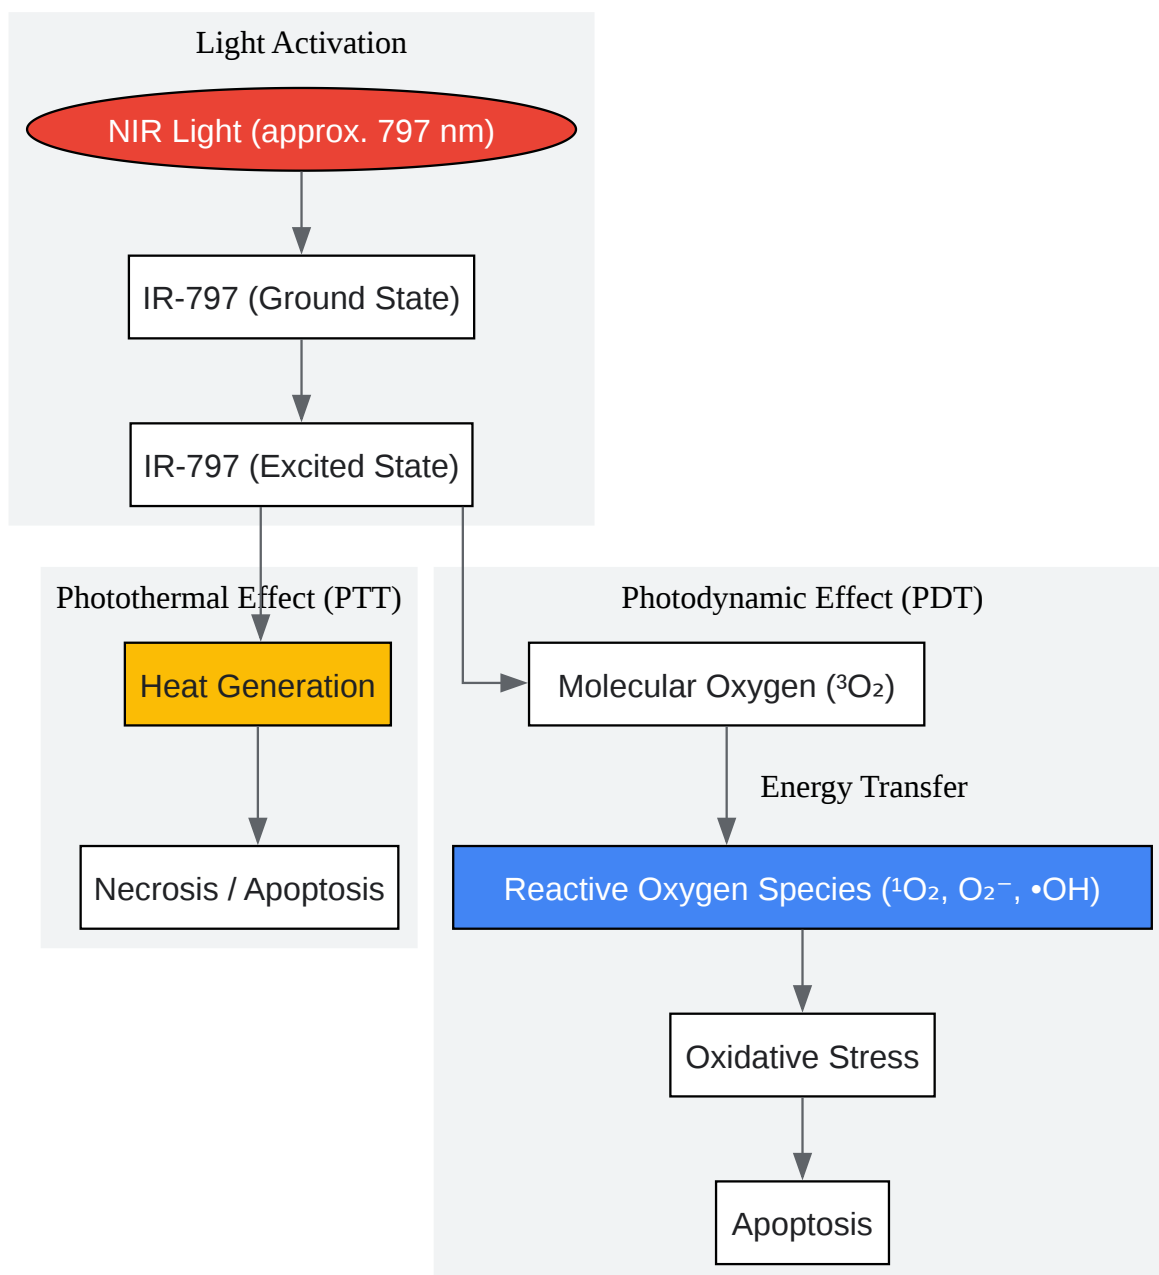 Light Activation
NIR Light (approx. 797 nm)
IR-797 (Ground State)
IR-797 (Excited State)
Photothermal Effect (PTT)
Heat Generation
Necrosis / Apoptosis
Photodynamic Effect (PDT)
Molecular Oxygen (³O₂)
Energy Transfer
Reactive Oxygen Species (¹O₂, O₂⁻, •OH)
Oxidative Stress
Apoptosis